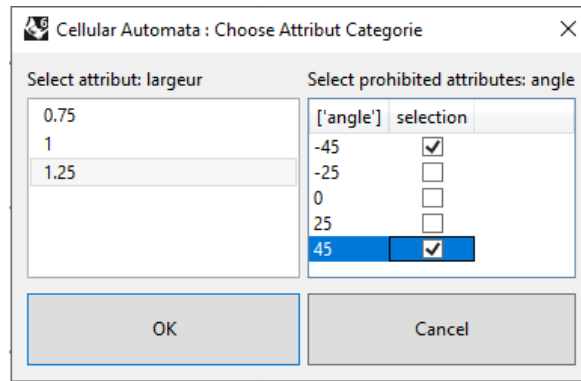 Cellular Automata : Choose Attribut Categorie
Select attribut: largeur
0.75
1
1.25
Select prohibited attributes: angle
['angle'] selection
-45
-25
0
25
45
OK
Cancel